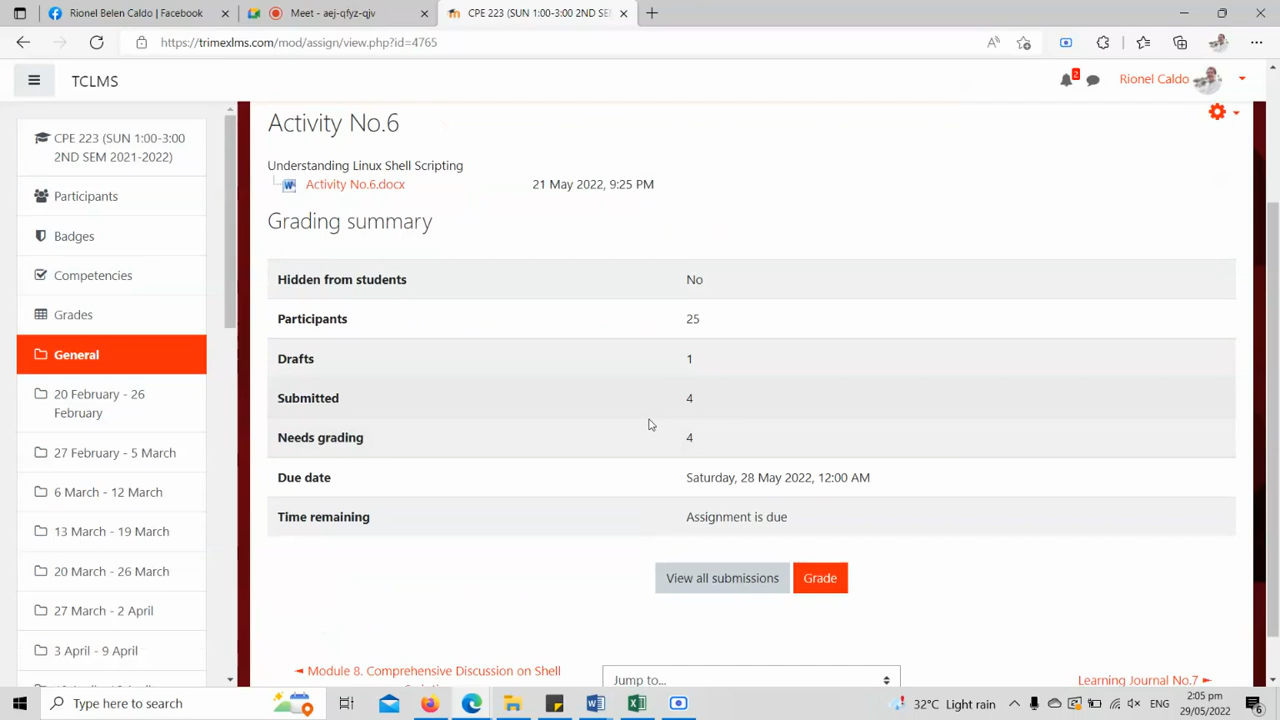 Rionel Belen Caldo | Facebook
Meet - aej-qfyz-qjv
CPE 223 (SUN 1:00-3:00 2ND SEM
https://trimexlms.com/mod/assign/view.php?id=4765
TCLMS
2
Rionel Caldo
CPE 223 (SUN 1:00-3:00
2ND SEM 2021-2022)
Participants
Badges
Competencies
Grades
General
20 February - 26
February
27 February - 5 March
6 March - 12 March
13 March - 19 March
20 March - 26 March
27 March - 2 April
3 April - 9 April
Activity No.6
Understanding Linux Shell Scripting
Activity No.6.docx 21 May 2022, 9:25 PM
Grading summary
Hidden from students No
Participants 25
Drafts 1
Submitted 4
Needs grading 4
Due date Saturday, 28 May 2022, 12:00 AM
Time remaining Assignment is due
View all submissions Grade
◄ Module 8. Comprehensive Discussion on Shell
Jump to...
Learning Journal No.7 ►
Type here to search
32°C Light rain
ENG
2:05 pm
29/05/2022
6